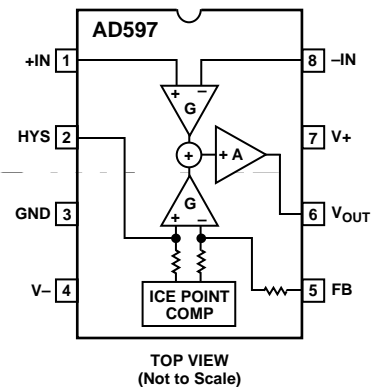 AD597
+IN 1
8 –IN
+ –
G
HYS 2
7 V+
+
+ A
GND 3
6 VOUT
G
+ –
V– 4
5 FB
ICE POINT
COMP
TOP VIEW
(Not to Scale)